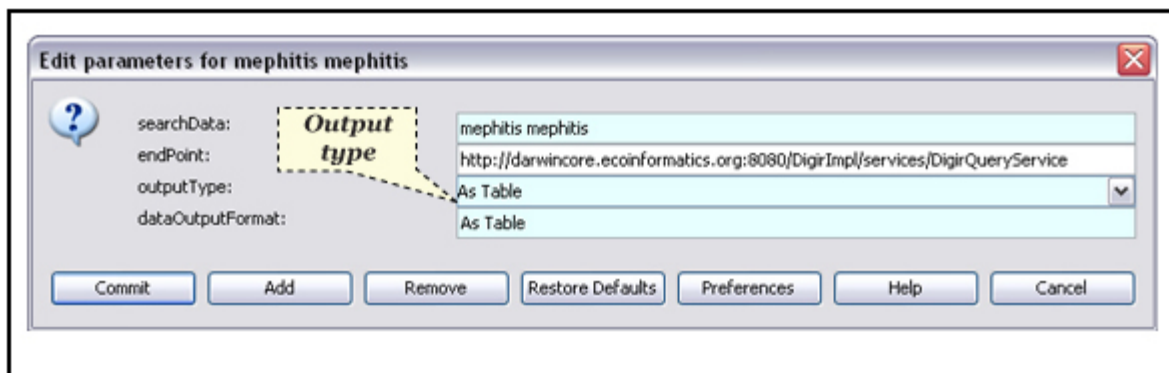 Edit parameters for mephitis mephitis
searchData:
mephitis mephitis
Output
type
endPoint:
http://darwincore.ecoinformatics.org:8080/DigirImpl/services/DigirQueryService
outputType:
As Table
dataOutputFormat:
As Table
Commit
Add
Remove
Restore Defaults
Preferences
Help
Cancel